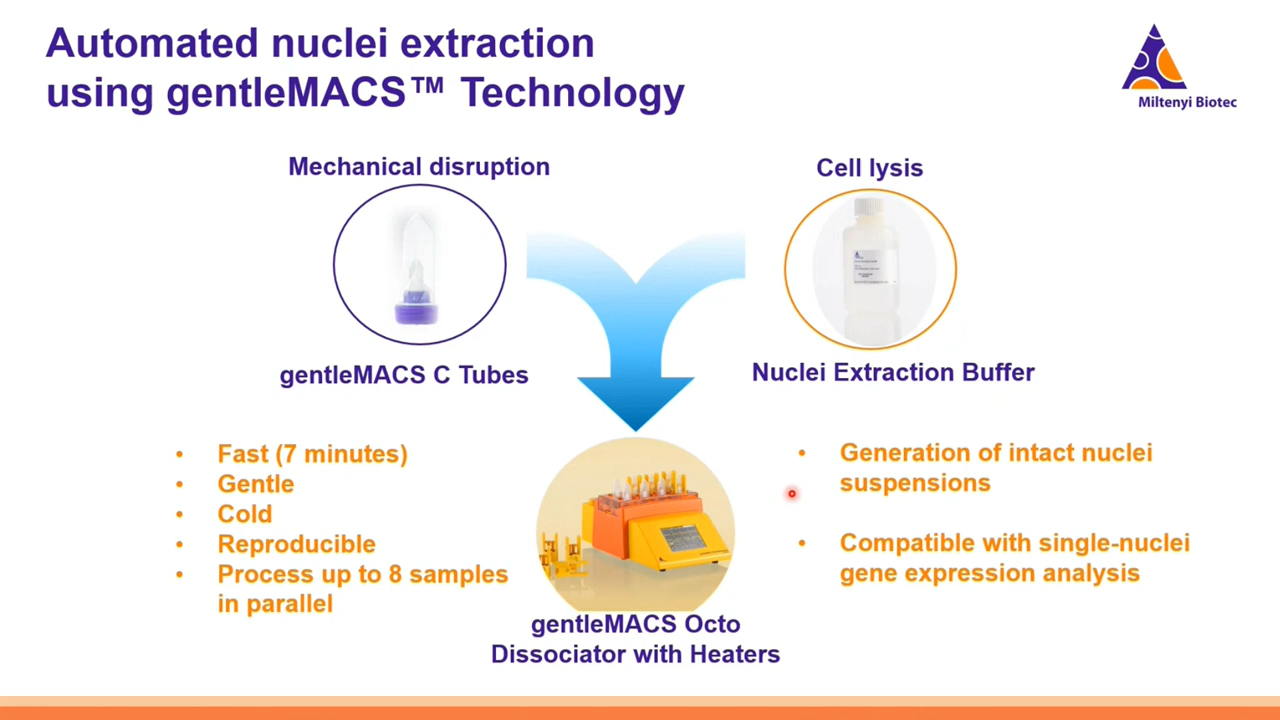 Automated nuclei extraction
using gentleMACS™ Technology
Miltenyi Biotec
Mechanical disruption
Cell lysis
gentleMACS C Tubes
Nuclei Extraction Buffer
• Fast (7 minutes)
• Gentle
• Cold
• Reproducible
• Process up to 8 samples
in parallel
• Generation of intact nuclei
suspensions
• Compatible with single-nuclei
gene expression analysis
gentleMACS Octo
Dissociator with Heaters